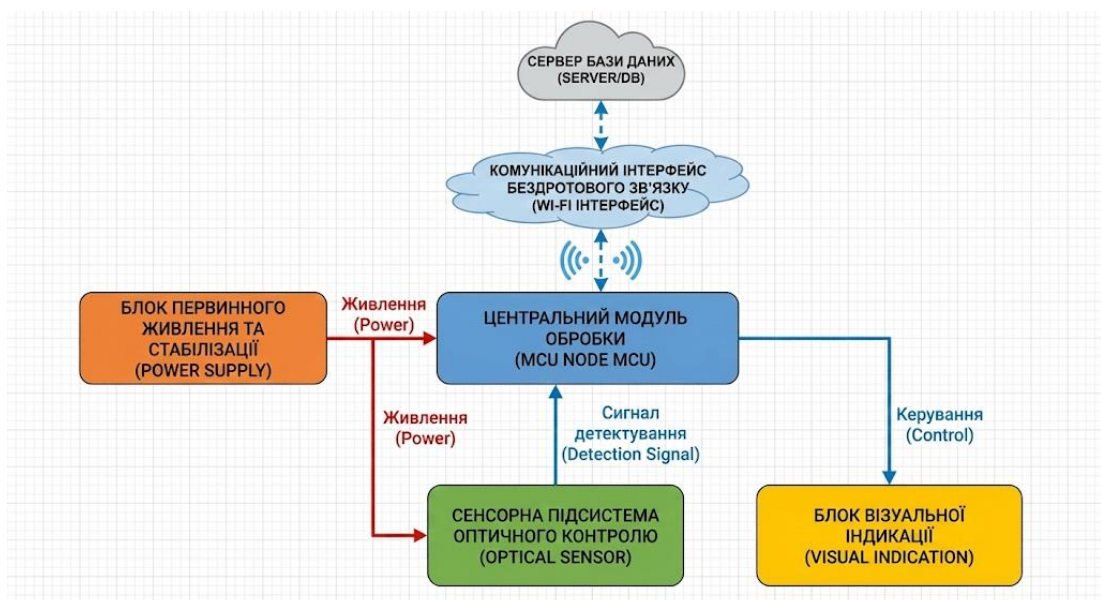 СЕРВЕР БАЗИ ДАНИХ
(SERVER/DB)
КОМУНІКАЦІЙНИЙ ІНТЕРФЕЙС
БЕЗДРОТОВОГО ЗВ'ЯЗКУ
(WI-FI ІНТЕРФЕЙС)
БЛОК ПЕРВИННОГО
ЖИВЛЕННЯ ТА
СТАБІЛІЗАЦІЇ
(POWER SUPPLY)
Живлення
(Power)
ЦЕНТРАЛЬНИЙ МОДУЛЬ
ОБРОБКИ
(MCU NODE MCU)
Живлення
(Power)
Сигнал
детектування
(Detection Signal)
Керування
(Control)
СЕНСОРНА ПІДСИСТЕМА
ОПТИЧНОГО КОНТРОЛЮ
(OPTICAL SENSOR)
БЛОК ВІЗУАЛЬНОЇ
ІНДИКАЦІЇ
(VISUAL INDICATION)